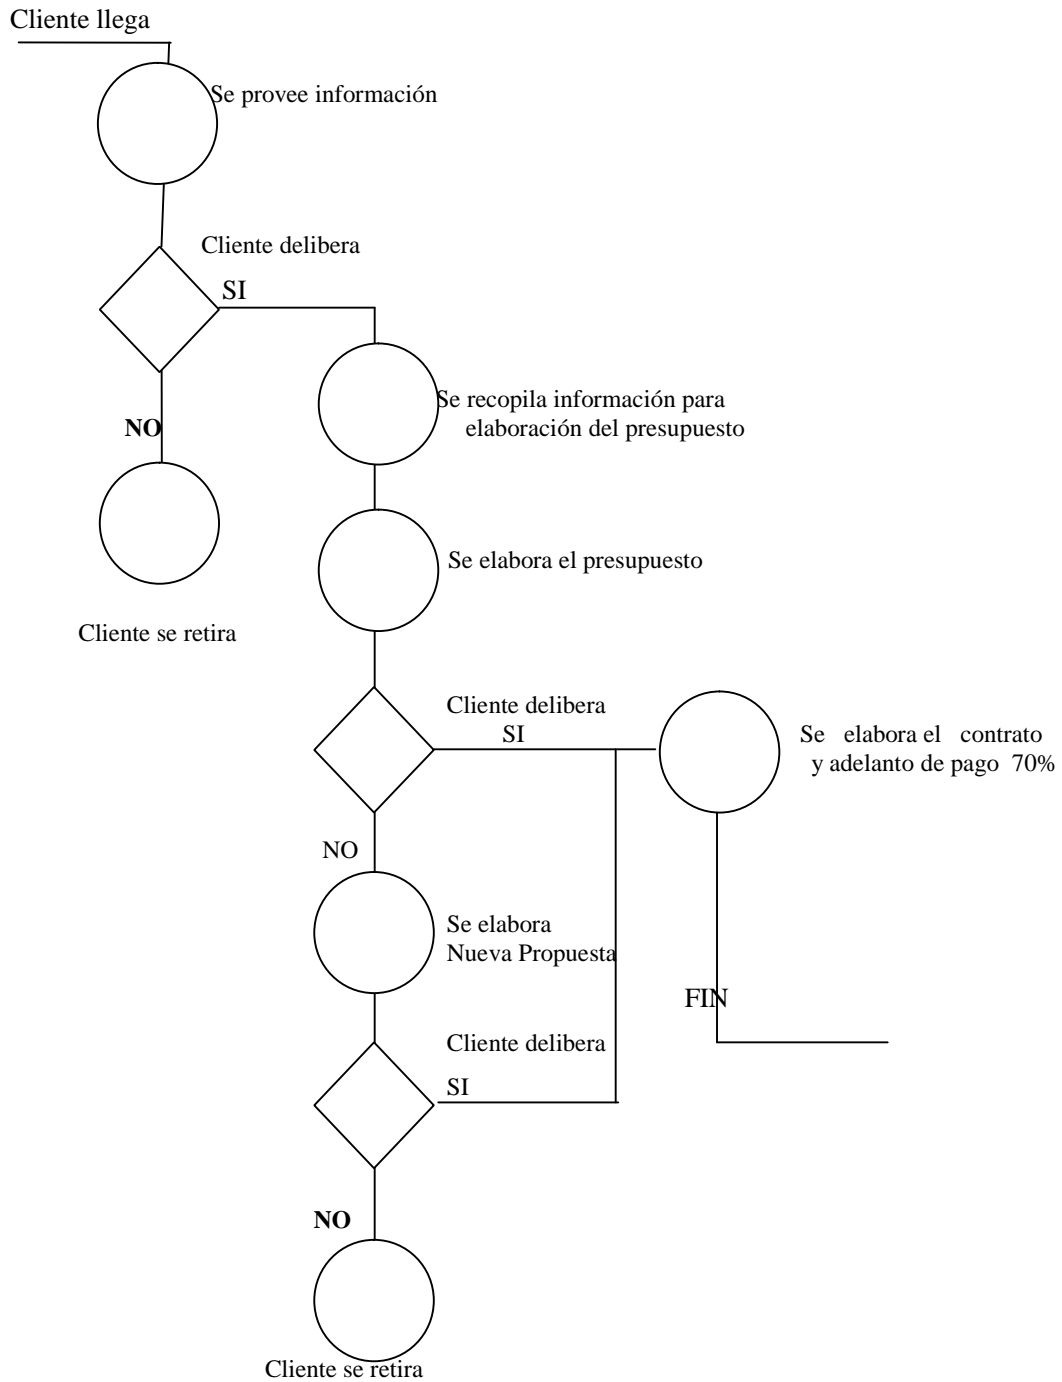 Cliente llega
Se provee información
Cliente delibera
SI
Se recopila información para
elaboración del presupuesto
NO
Se elabora el presupuesto
Cliente se retira
Cliente delibera
SI
Se elabora el contrato
y adelanto de pago 70%
NO
Se elabora
Nueva Propuesta
FIN
Cliente delibera
SI
NO
Cliente se retira